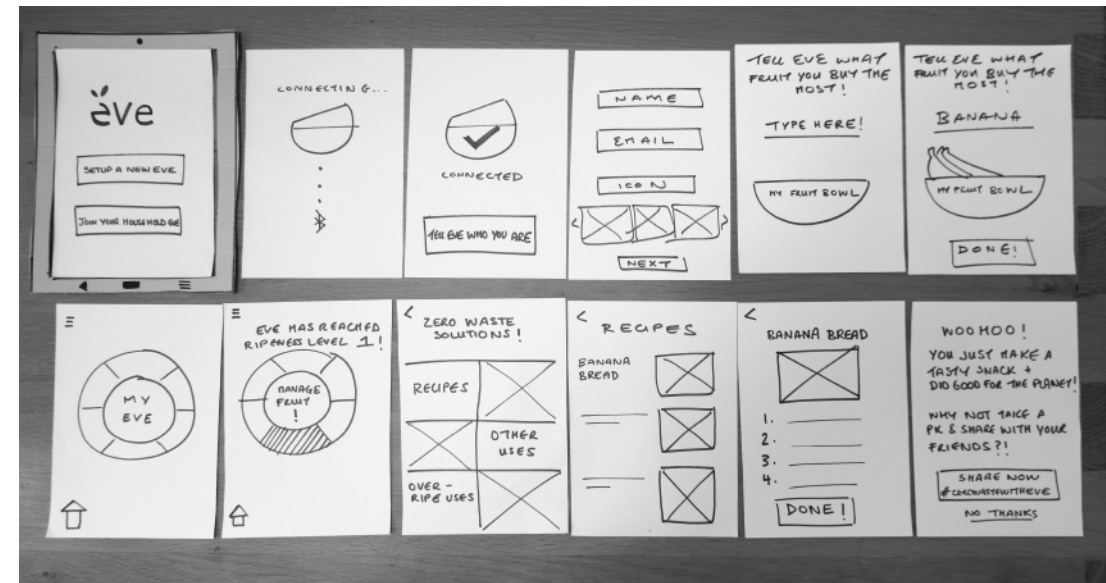 ëve
SETUP A NEW EVE
JOIN YOUR HOUSEHOLD EVE
CONNECTING...
CONNECTED
TELL EVE WHO YOU ARE
NAME
EMAIL
ICON
<
>
NEXT
TELL EVE WHAT
FRUIT YOU BUY THE
MOST!
TYPE HERE!
MY FRUIT BOWL
TELL EVE WHAT
FRUIT YOU BUY THE
MOST!
BANANA
MY FRUIT BOWL
DONE!
MY
EVE
EVE HAS REACHED
RIPENESS LEVEL 1!
MANAGE
FRUIT
!
<
ZERO WASTE
SOLUTIONS!
RECIPES
OTHER
USES
OVER-
RIPE USES
<
RECIPES
BANANA
BREAD
<
BANANA BREAD
1.
2.
3.
4.
DONE!
WOOHOO!
YOU JUST MAKE A
TASTY SNACK +
DID GOOD FOR THE PLANET!
WHY NOT TAKE A
PIC & SHARE WITH YOUR
FRIENDS?!
SHARE NOW
#ZEROWASTEWITHEVE
NO THANKS